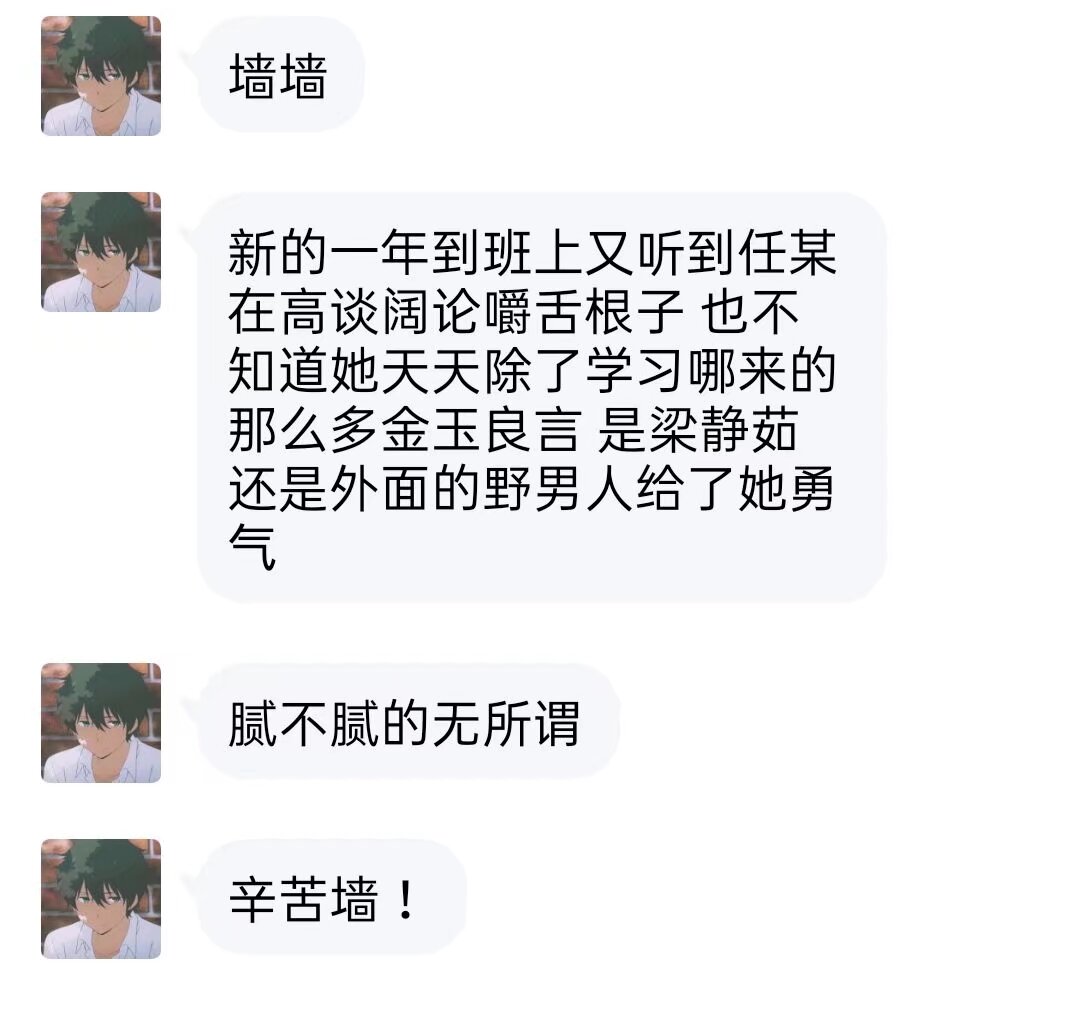 墙墙
新的一年到班上又听到任某
在高谈阔论嚼舌根子 也不
知道她天天除了学习哪来的
那么多金玉良言 是梁静茹
还是外面的野男人给了她勇
气
腻不腻的无所谓
辛苦墙！